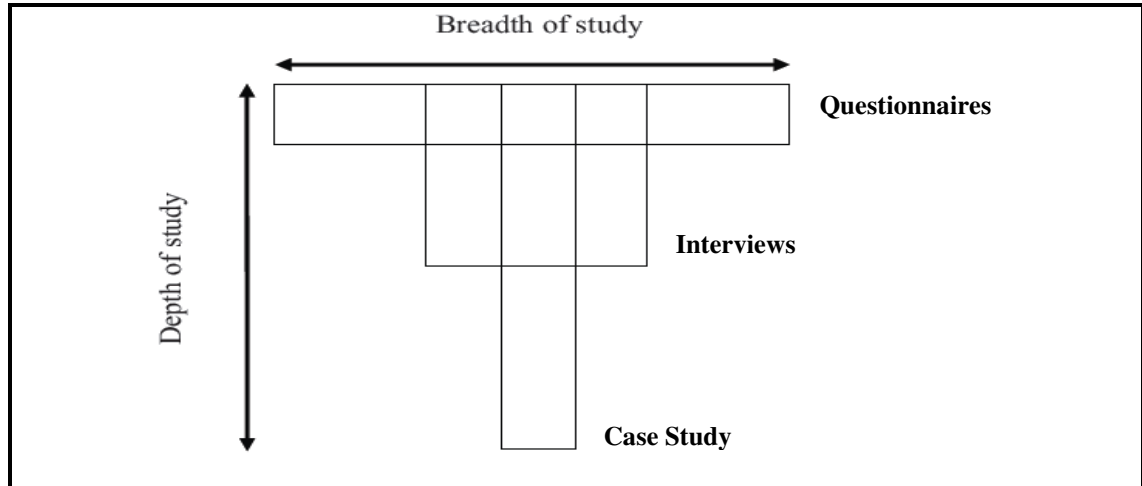 Breadth of study
Questionnaires
Depth of study
Interviews
Case Study